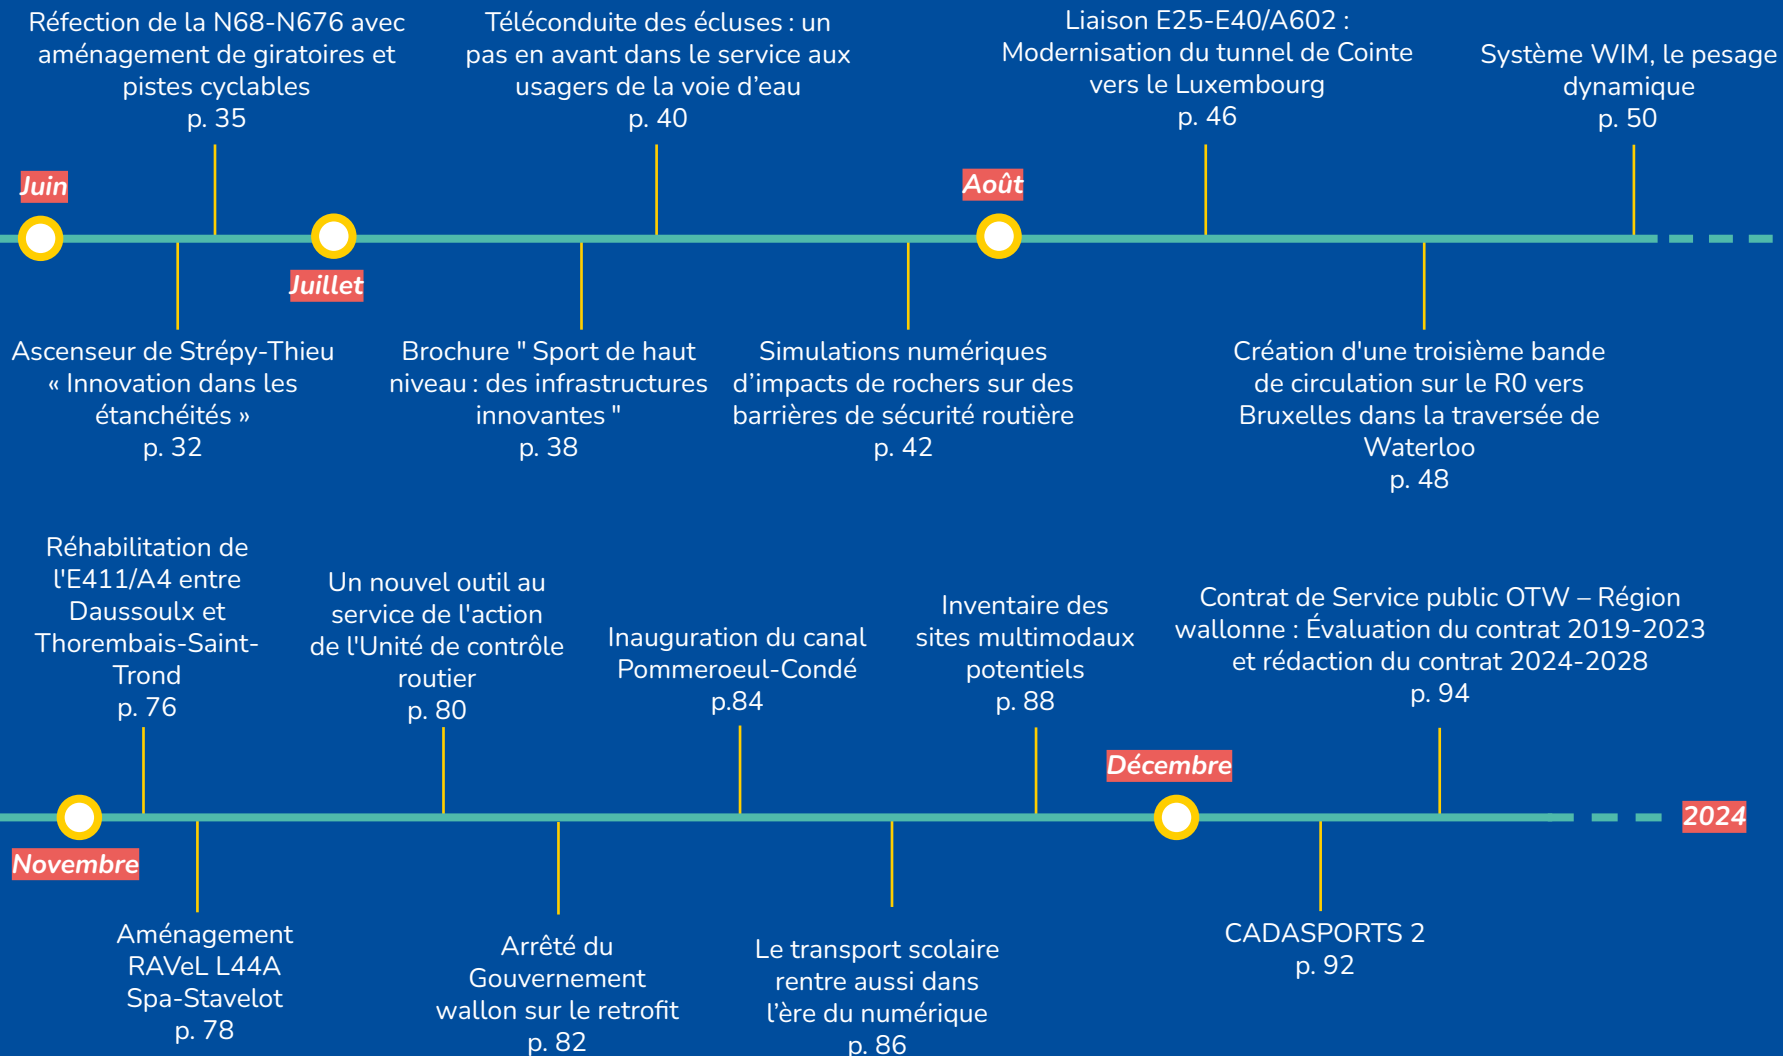 Réfection de la N68-N676 avec
aménagement de giratoires et
pistes cyclables
p. 35
Téléconduite des écluses : un
pas en avant dans le service aux
usagers de la voie d’eau
p. 40
Liaison E25-E40/A602 :
Modernisation du tunnel de Cointe
vers le Luxembourg
p. 46
Système WIM, le pesage
dynamique
p. 50
Juin
Juillet
Août
Ascenseur de Strépy-Thieu
« Innovation dans les
étanchéités »
p. 32
Brochure " Sport de haut
niveau : des infrastructures
innovantes "
p. 38
Simulations numériques
d’impacts de rochers sur des
barrières de sécurité routière
p. 42
Création d'une troisième bande
de circulation sur le R0 vers
Bruxelles dans la traversée de
Waterloo
p. 48
Réhabilitation de
l'E411/A4 entre
Daussoulx et
Thorembais-Saint-
Trond
p. 76
Un nouvel outil au
service de l'action
de l'Unité de contrôle
routier
p. 80
Inauguration du canal
Pommeroeul-Condé
p.84
Inventaire des
sites multimodaux
potentiels
p. 88
Contrat de Service public OTW – Région
wallonne : Évaluation du contrat 2019-2023
et rédaction du contrat 2024-2028
p. 94
Novembre
Décembre
2024
Aménagement
RAVeL L44A
Spa-Stavelot
p. 78
Arrêté du
Gouvernement
wallon sur le retrofit
p. 82
Le transport scolaire
rentre aussi dans
l’ère du numérique
p. 86
CADASPORTS 2
p. 92